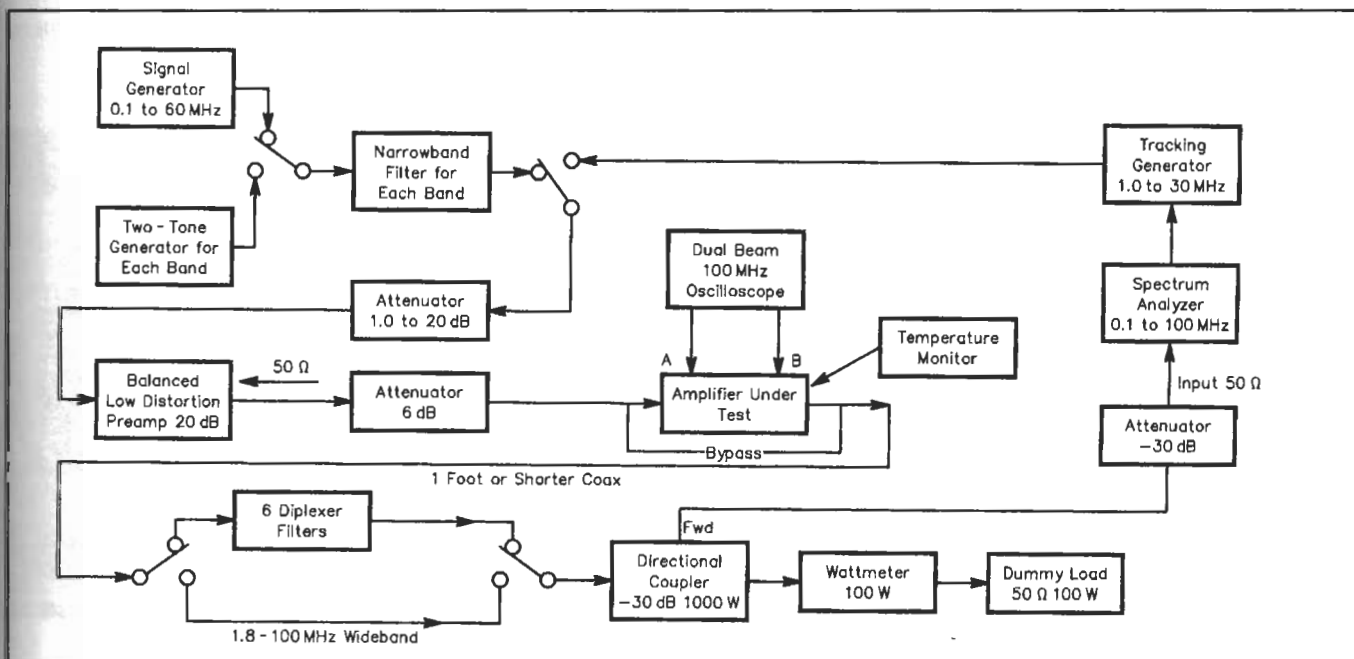 Signal
Generator
0.1 to 60 MHz
Two-Tone
Generator for
Each Band
Narrowband
Filter for
Each Band
Tracking
Generator
1.0 to 30 MHz
Dual Beam
100 MHz
Oscilloscope
Attenuator
1.0 to 20 dB
Spectrum
Analyzer
0.1 to 100 MHz
A
B
Temperature
Monitor
Balanced
Low Distortion
Preamp 20 dB
50 Ω
Attenuator
6 dB
Amplifier Under
Test
Bypass
Input 50 Ω
Attenuator
-30 dB
1 Foot or Shorter Coax
6 Diplexer
Filters
1.8-100 MHz Wideband
Fwd
Directional
Coupler
-30 dB 1000 W
Wattmeter
100 W
Dummy Load
50 Ω 100 W